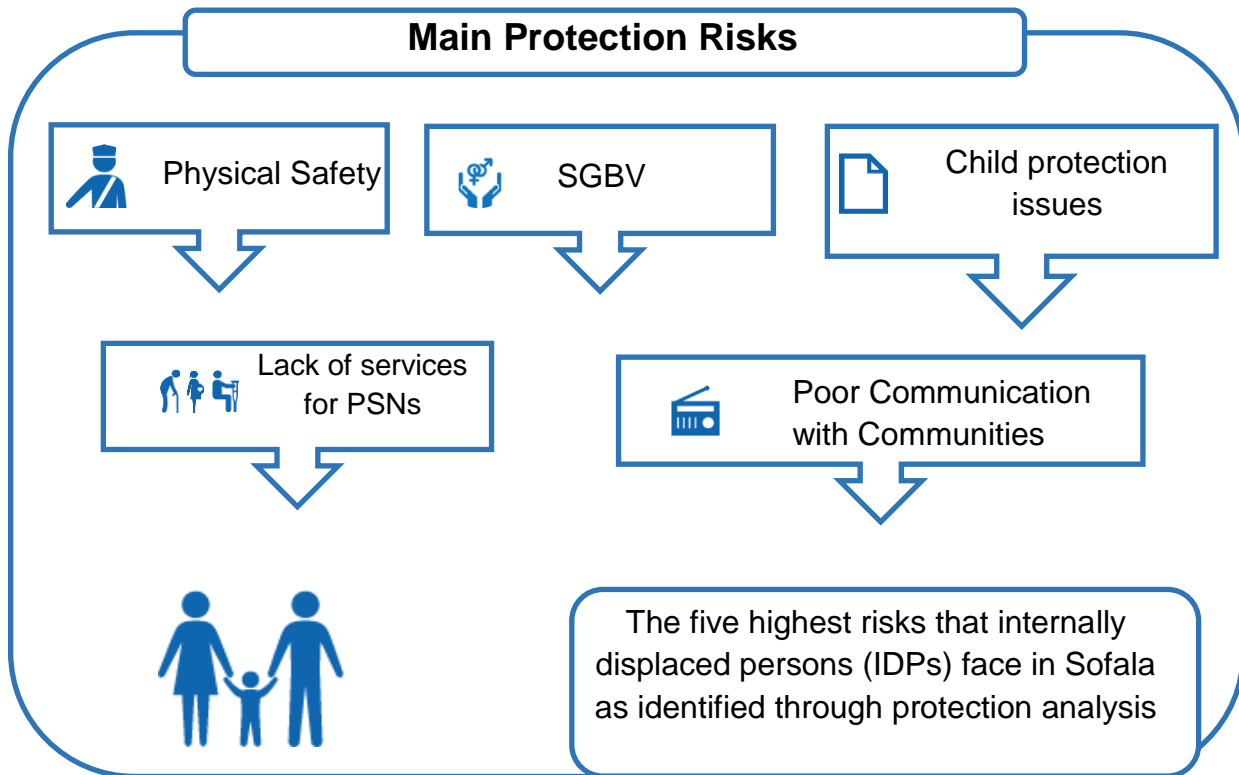 Main Protection Risks
Physical Safety
SGBV
Child protection
issues
Lack of services
for PSNs
Poor Communication
with Communities
The five highest risks that internally
displaced persons (IDPs) face in Sofala
as identified through protection analysis